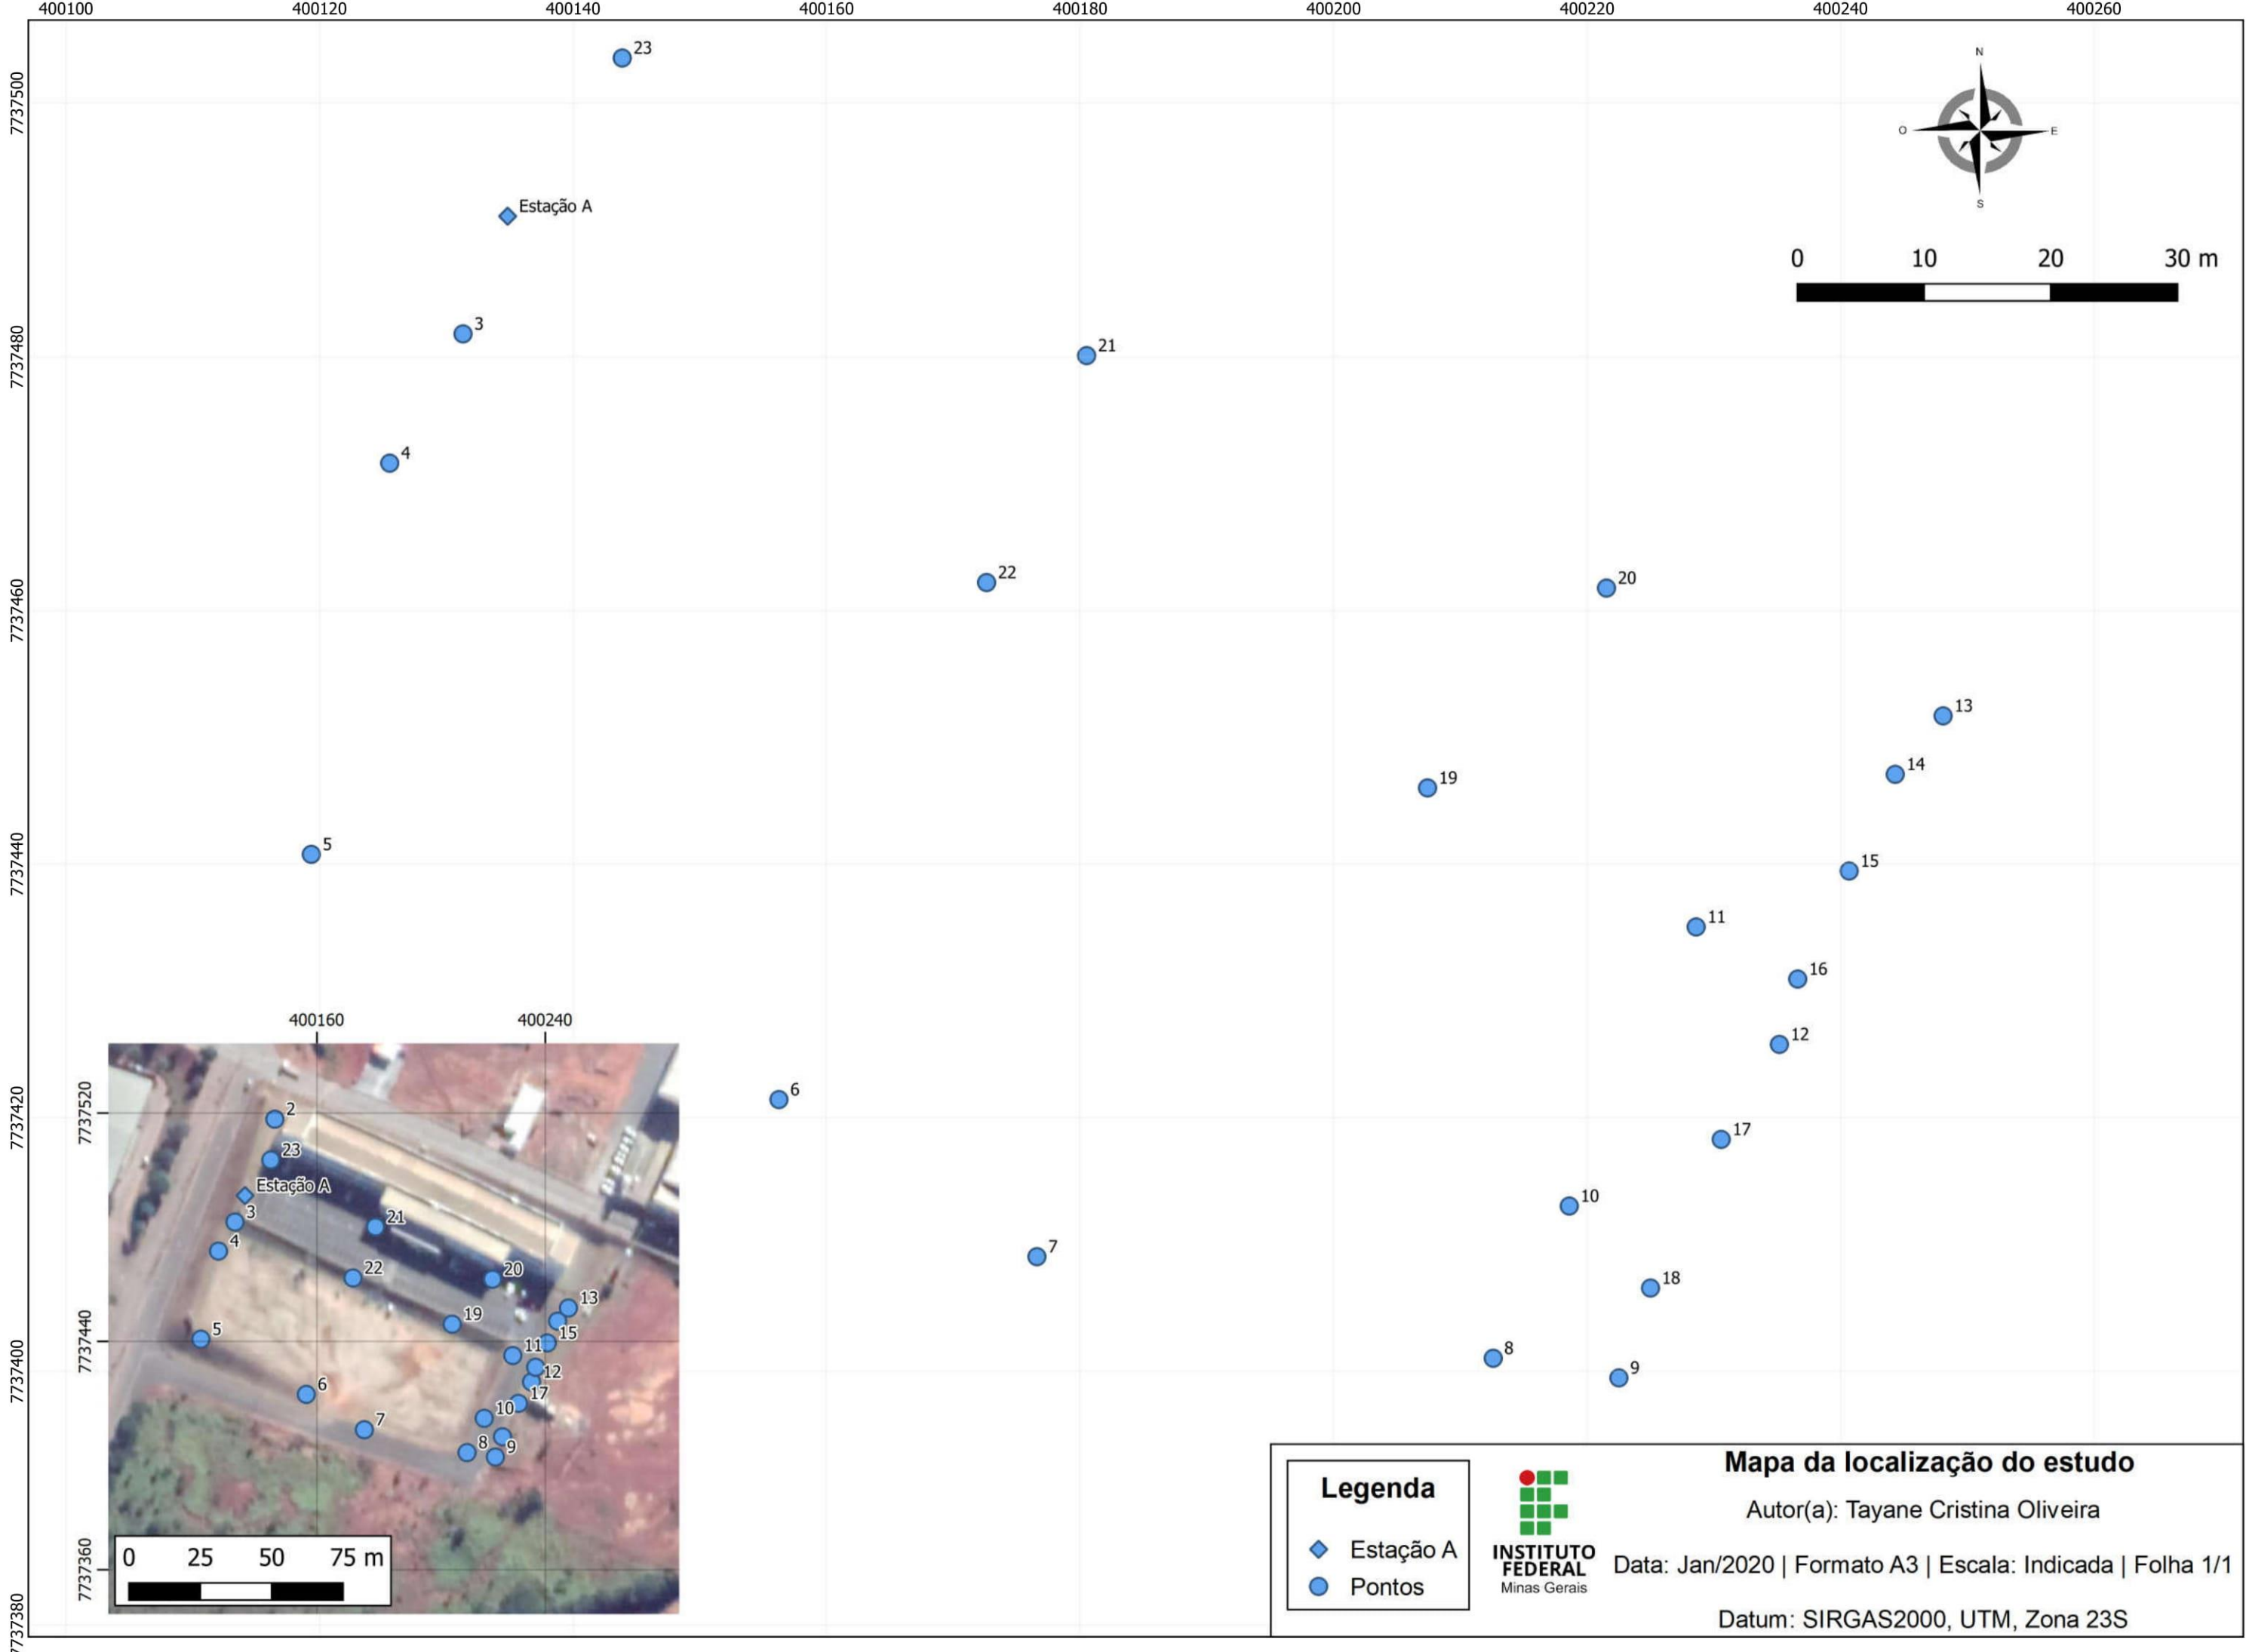 400100 400120 400140 400160 400180 400200 400220 400240 400260
7737500
7737480
7737460
7737440
7737420
7737400
7737380
23
Estação A
3
21
4
22
20
13
14
19
5
15
11
16
12
6
17
10
7
18
8
9
N
O E
S
0 10 20 30 m
400160 400240
7737520
7737440
7737360
2
23
Estação A
3
21
4
22
20
13
19
15
5
11
12
6
17
10
7
8
9
0 25 50 75 m
Legenda
Estação A
Pontos
INSTITUTO
FEDERAL
Minas Gerais
Mapa da localização do estudo
Autor(a): Tayane Cristina Oliveira
Data: Jan/2020 | Formato A3 | Escala: Indicada | Folha 1/1
Datum: SIRGAS2000, UTM, Zona 23S